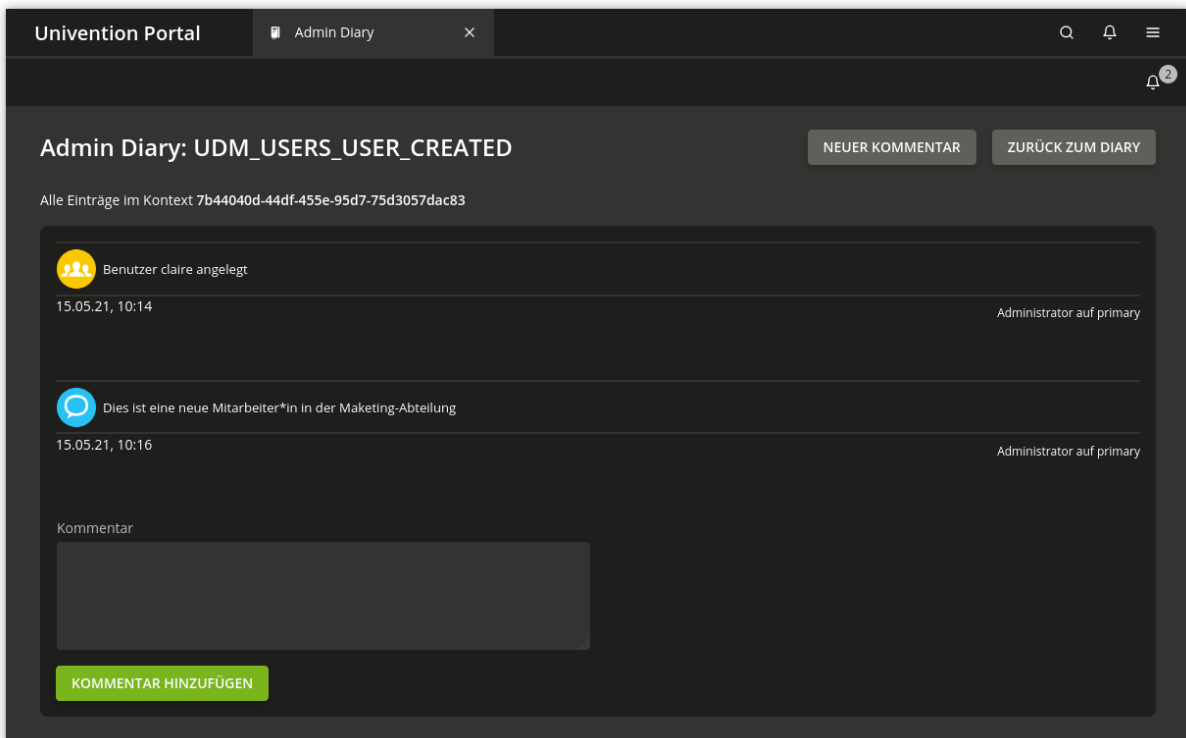 Univention Portal
Admin Diary
2
Admin Diary: UDM_USERS_USER_CREATED
NEUER KOMMENTAR
ZURÜCK ZUM DIARY
Alle Einträge im Kontext 7b44040d-44df-455e-95d7-75d3057dac83
Benutzer claire angelegt
15.05.21, 10:14
Administrator auf primary
Dies ist eine neue Mitarbeiter*in in der Maketing-Abteilung
15.05.21, 10:16
Administrator auf primary
Kommentar
KOMMENTAR HINZUFÜGEN